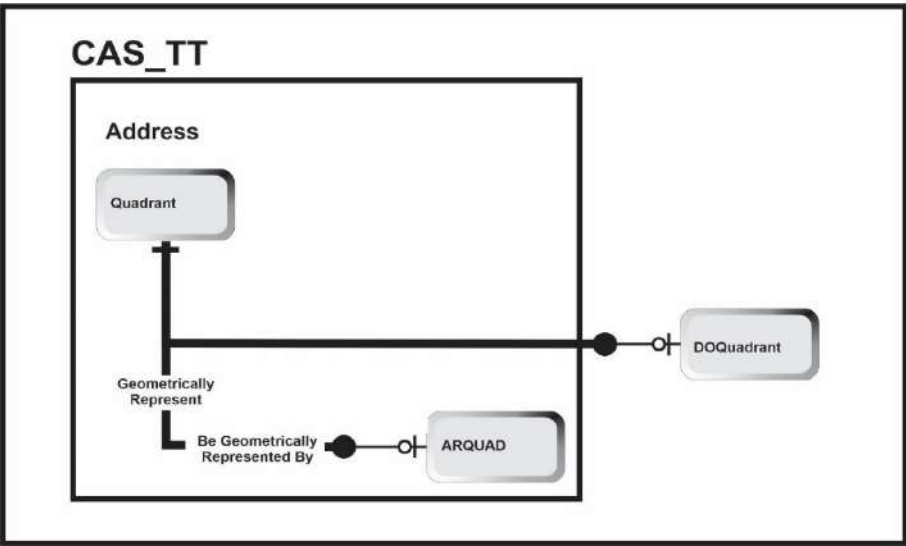 CAS_TT
Address
Quadrant
DOQuadrant
Geometrically
Represent
Be Geometrically
Represented By
ARQUAD